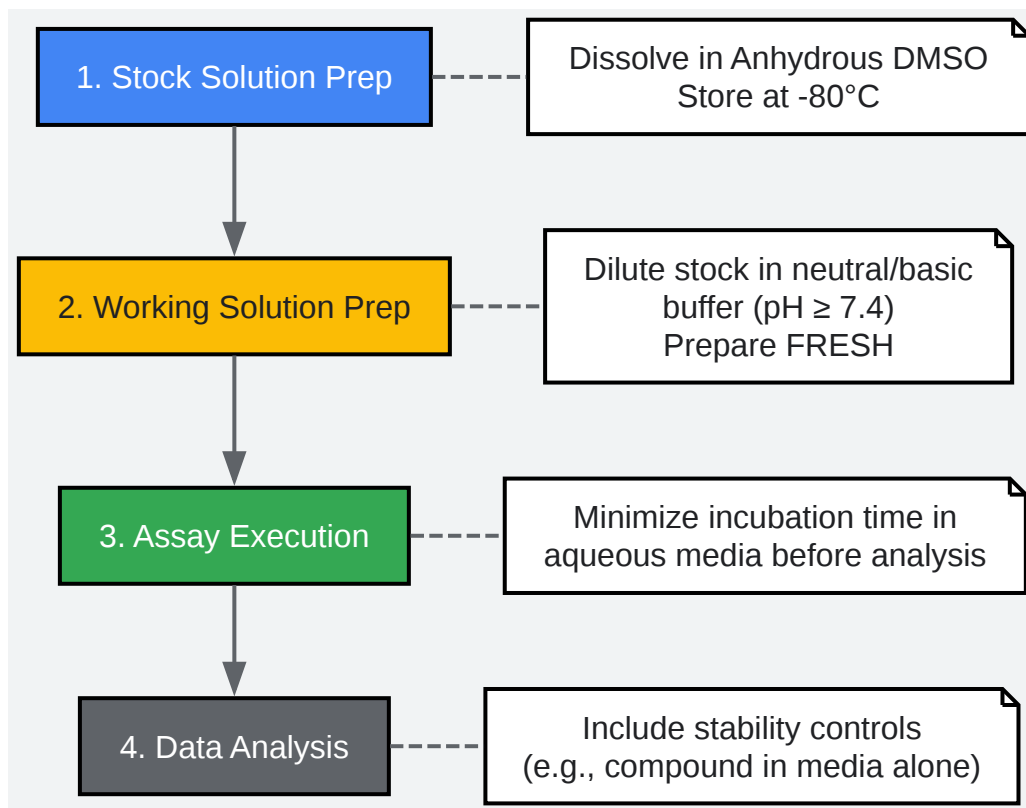 1. Stock Solution Prep
Dissolve in Anhydrous DMSO
Store at -80°C
2. Working Solution Prep
Dilute stock in neutral/basic
buffer (pH ≥ 7.4)
Prepare FRESH
3. Assay Execution
Minimize incubation time in
aqueous media before analysis
4. Data Analysis
Include stability controls
(e.g., compound in media alone)